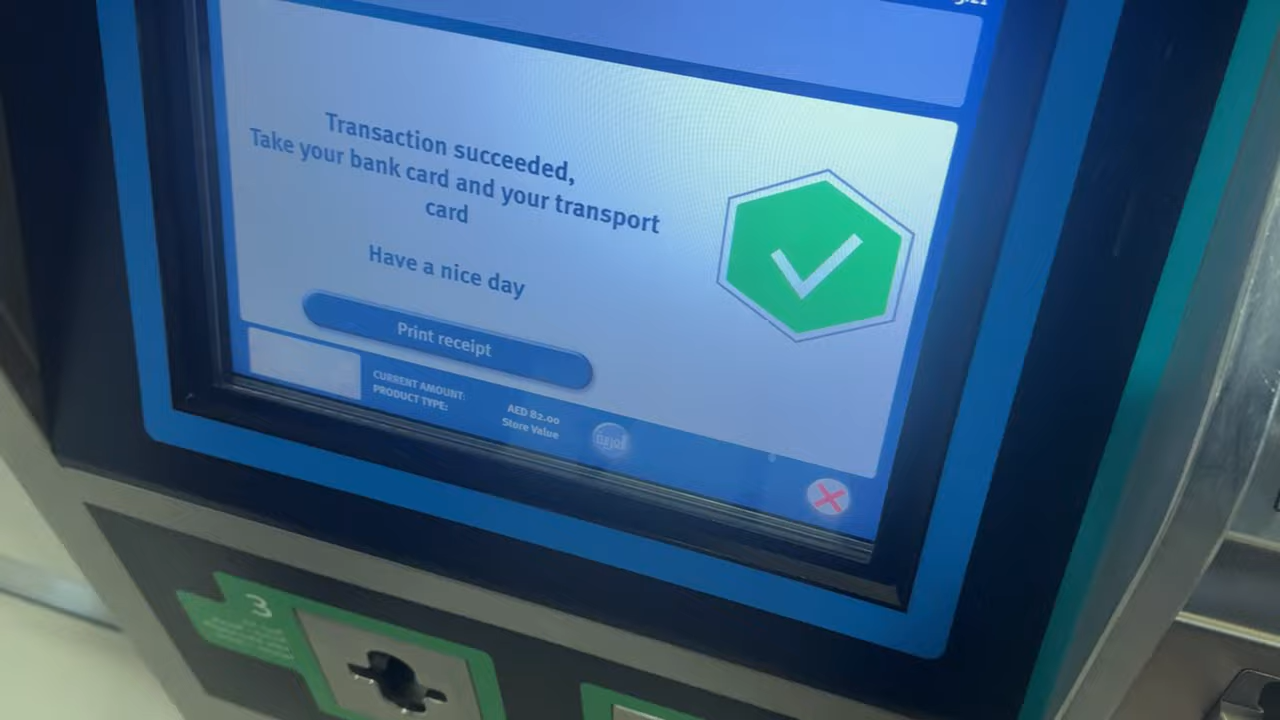 Transaction succeeded,
Take your bank card and your transport
card
Have a nice day
Print receipt
CURRENT AMOUNT: AED 82.00
PRODUCT TYPE: Store Value
3